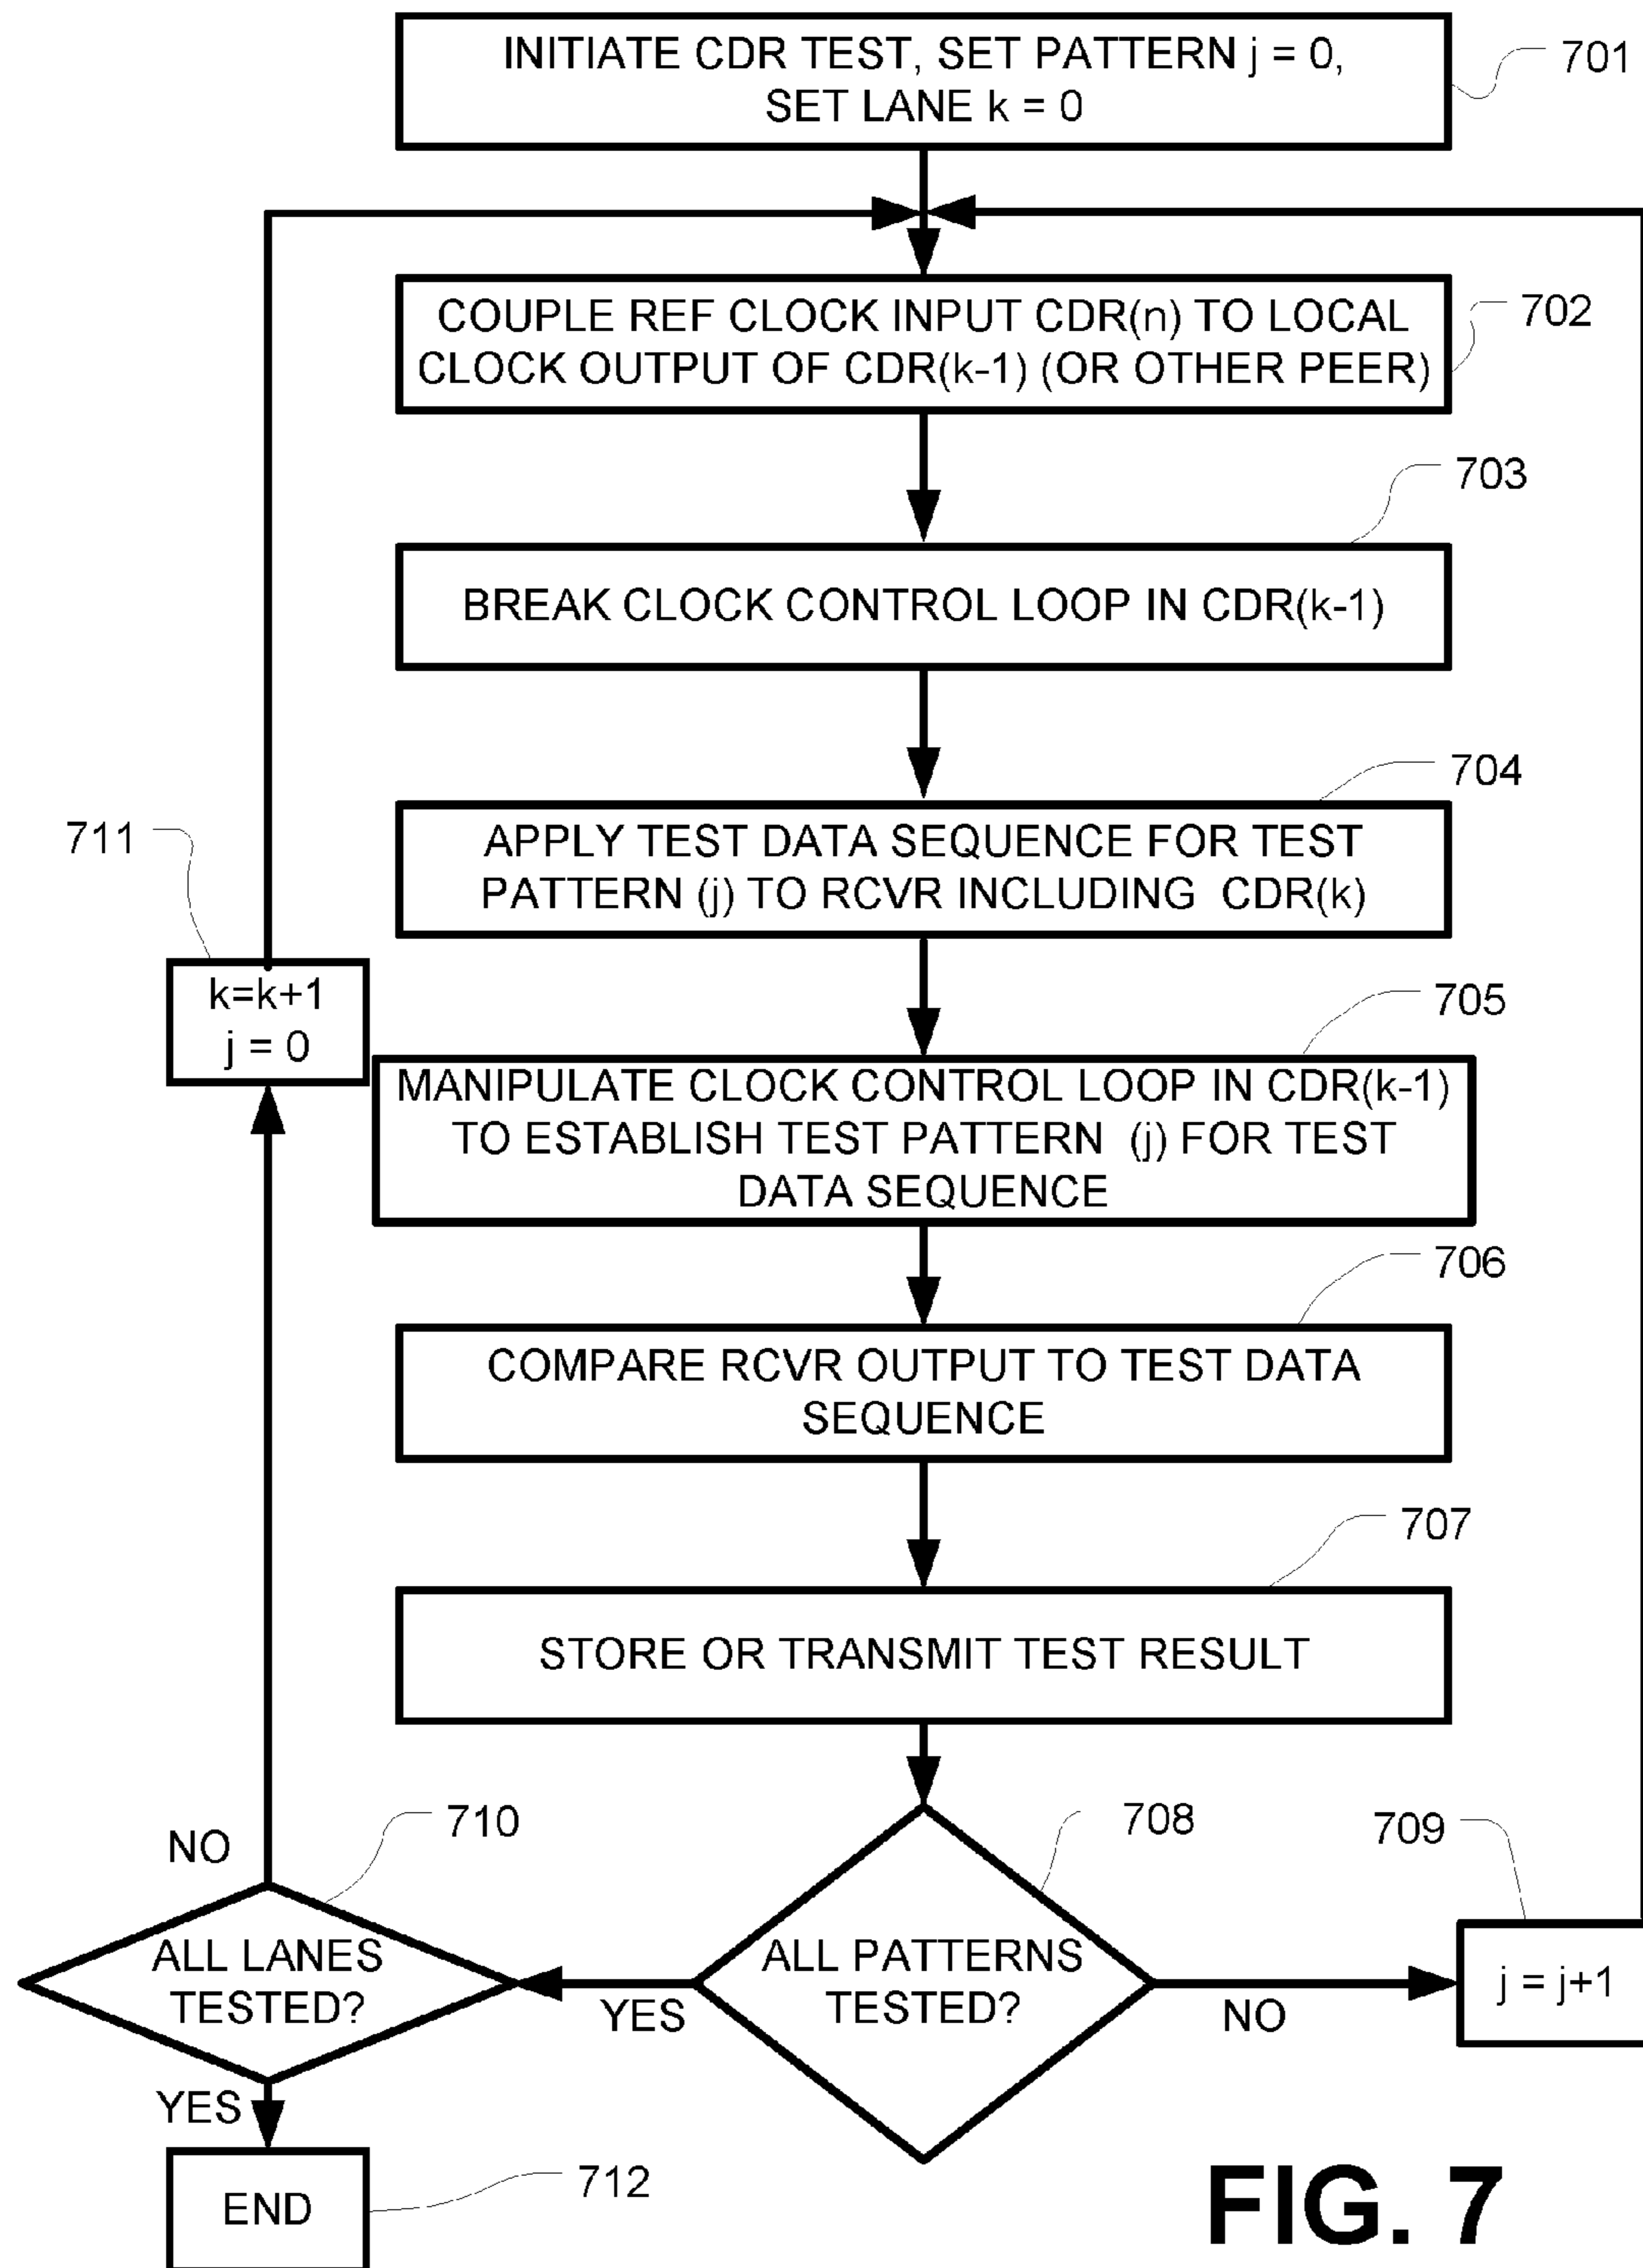 INITIATE CDR TEST, SET PATTERN j = 0,
SET LANE k = 0
701
COUPLE REF CLOCK INPUT CDR(n) TO LOCAL
CLOCK OUTPUT OF CDR(k-1) (OR OTHER PEER)
702
703
BREAK CLOCK CONTROL LOOP IN CDR(k-1)
704
APPLY TEST DATA SEQUENCE FOR TEST
PATTERN (j) TO RCVR INCLUDING CDR(k)
711
k=k+1
j = 0
705
MANIPULATE CLOCK CONTROL LOOP IN CDR(k-1)
TO ESTABLISH TEST PATTERN (j) FOR TEST
DATA SEQUENCE
706
COMPARE RCVR OUTPUT TO TEST DATA
SEQUENCE
707
STORE OR TRANSMIT TEST RESULT
708
ALL PATTERNS
TESTED?
NO
709
j = j+1
YES
710
NO
ALL LANES
TESTED?
YES
END
712
FIG. 7